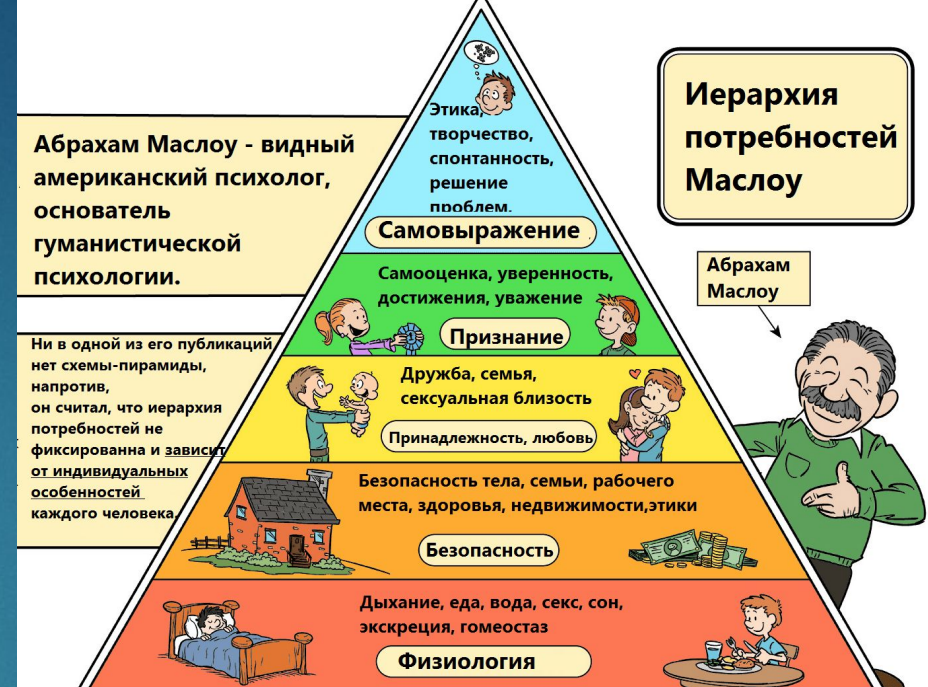 Иерархия
потребностей
Маслоу
Абрахам Маслоу - видный
американский психолог,
основатель
гуманистической
психологии.
Ни в одной из его публикаций
нет схемы-пирамиды,
напротив,
он считал, что иерархия
потребностей не
фиксированна и зависит
от индивидуальных
особенностей
каждого человека.
Этика,
творчество,
спонтанность,
решение
проблем.
Самовыражение
Самооценка, уверенность,
достижения, уважение
Признание
Дружба, семья,
сексуальная близость
Принадлежность, любовь
Безопасность тела, семьи, рабочего
места, здоровья, недвижимости,этики
Безопасность
Дыхание, еда, вода, секс, сон,
экскреция, гомеостаз
Физиология
Абрахам
Маслоу